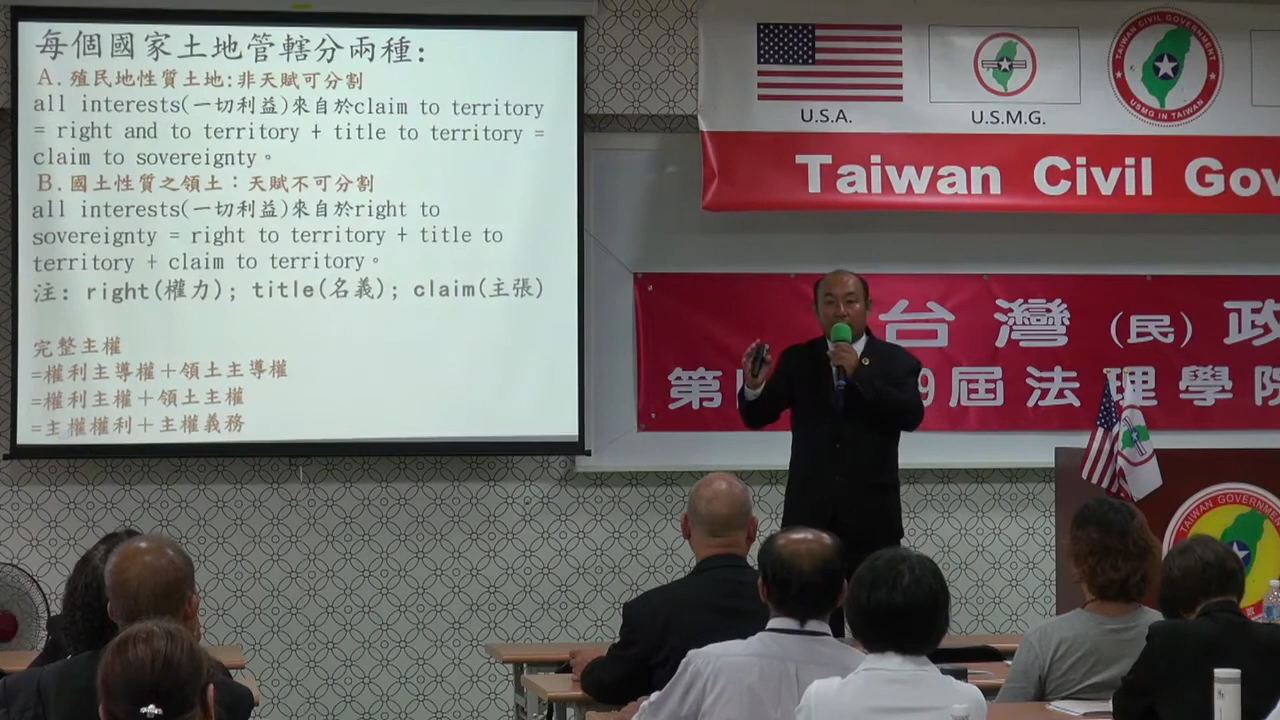 每個國家土地管轄分兩種:
A.殖民地性質土地:非天賦可分割
all interests(一切利益)來自於claim to territory
= right and to territory + title to territory =
claim to sovereignty。
B.國土性質之領土：天賦不可分割
all interests(一切利益)來自於right to
sovereignty = right to territory + title to
territory + claim to territory。
注: right(權力); title(名義); claim(主張)
完整主權
=權利主導權＋領土主導權
=權利主權＋領土主權
=主權權利＋主權義務
U.S.A.
U.S.M.G.
TAIWAN CIVIL GOVERNMENT
USMG IN TAIWAN
Taiwan Civil Gov
台灣(民)政
第 9屆法理學院
TAIWAN GOVERNMENT